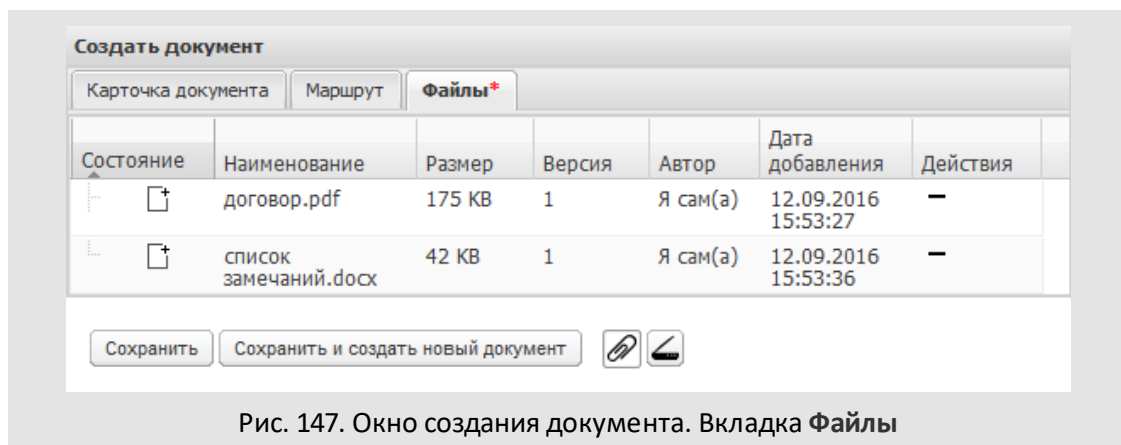 Создать документ
Карточка документа Маршрут Файлы*
Состояние Наименование Размер Версия Автор Дата добавления Действия
договор.pdf 175 KB 1 Я сам(а) 12.09.2016 15:53:27
список замечаний.docx 42 KB 1 Я сам(а) 12.09.2016 15:53:36
Сохранить Сохранить и создать новый документ
Рис. 147. Окно создания документа. Вкладка Файлы